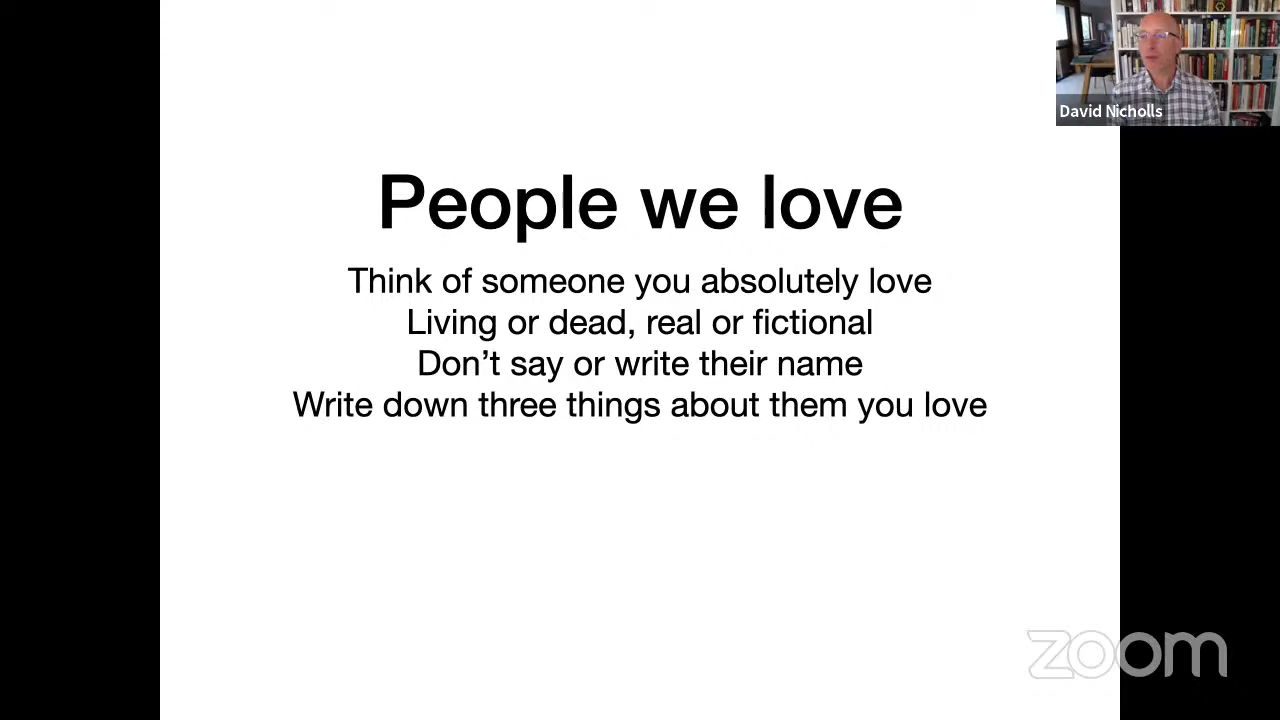 David Nicholls
People we love
Think of someone you absolutely love
Living or dead, real or fictional
Don’t say or write their name
Write down three things about them you love
zoom